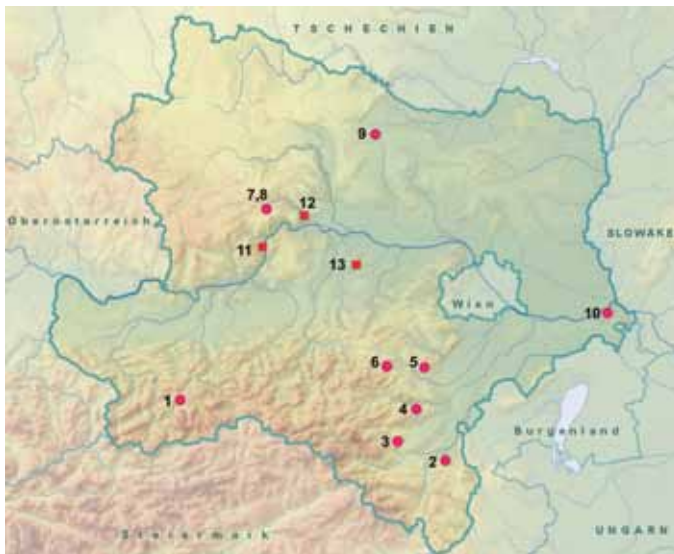 TSCHECHIEN
9
7,8
12
Oberösterreich
SLOWAKE
11
13
Wien
10
6
5
1
4
Burgenland
3
2
Steiermark
UNGARN